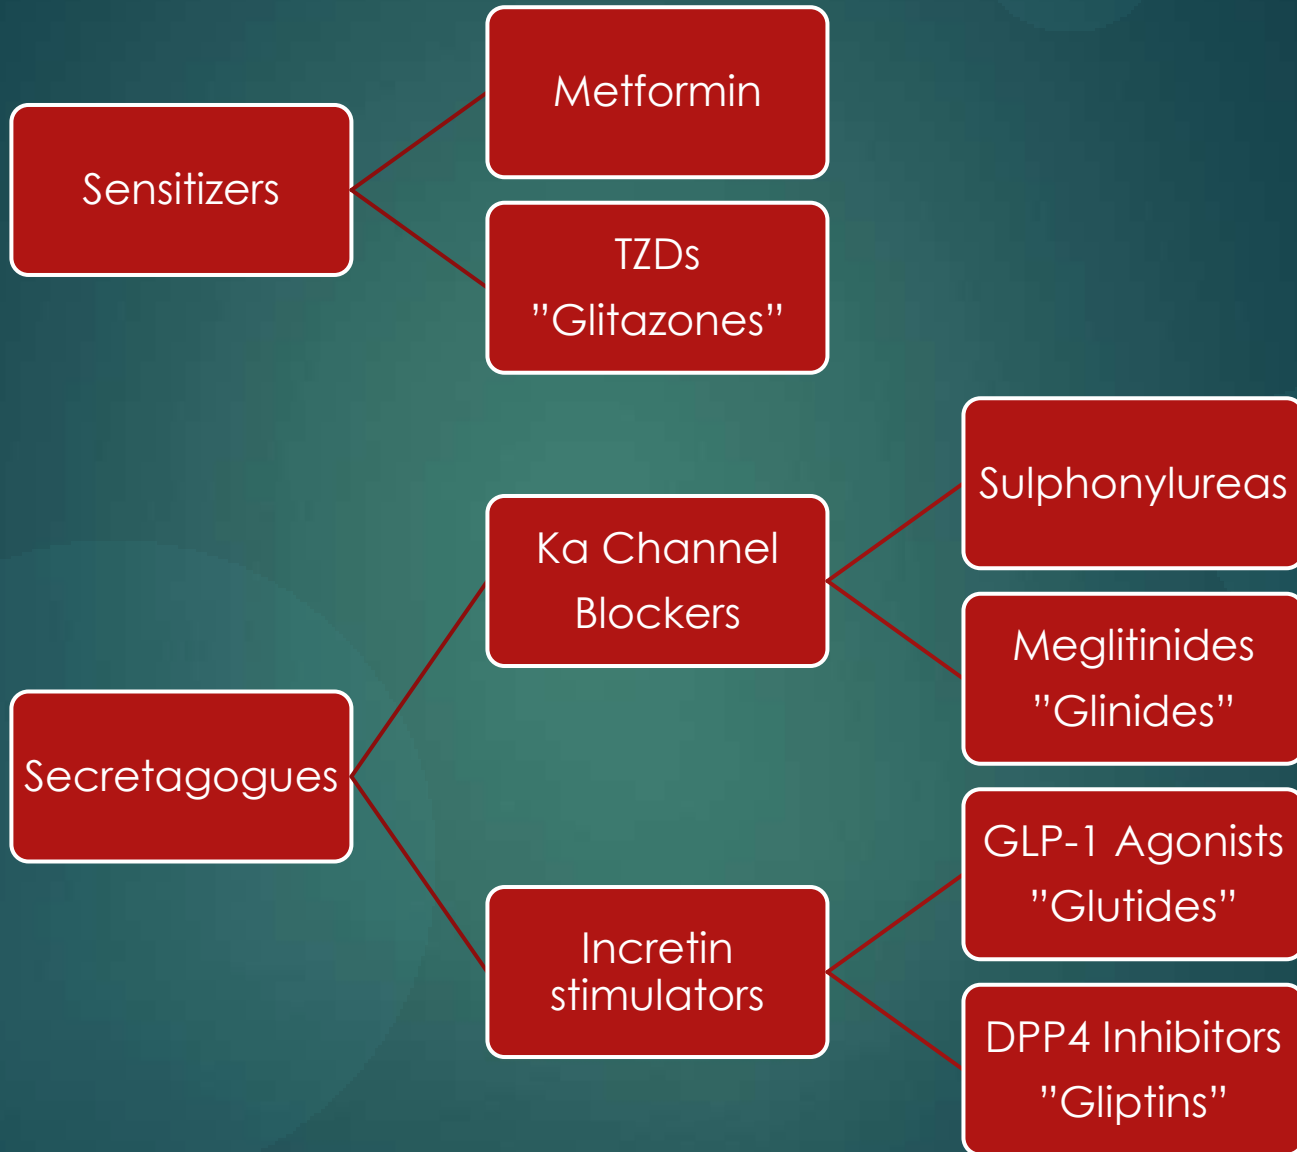 Sensitizers
Metformin
TZDs
”Glitazones”
Secretagogues
Ka Channel
Blockers
Sulphonylureas
Meglitinides
”Glinides”
Incretin
stimulators
GLP-1 Agonists
”Glutides”
DPP4 Inhibitors
”Gliptins”